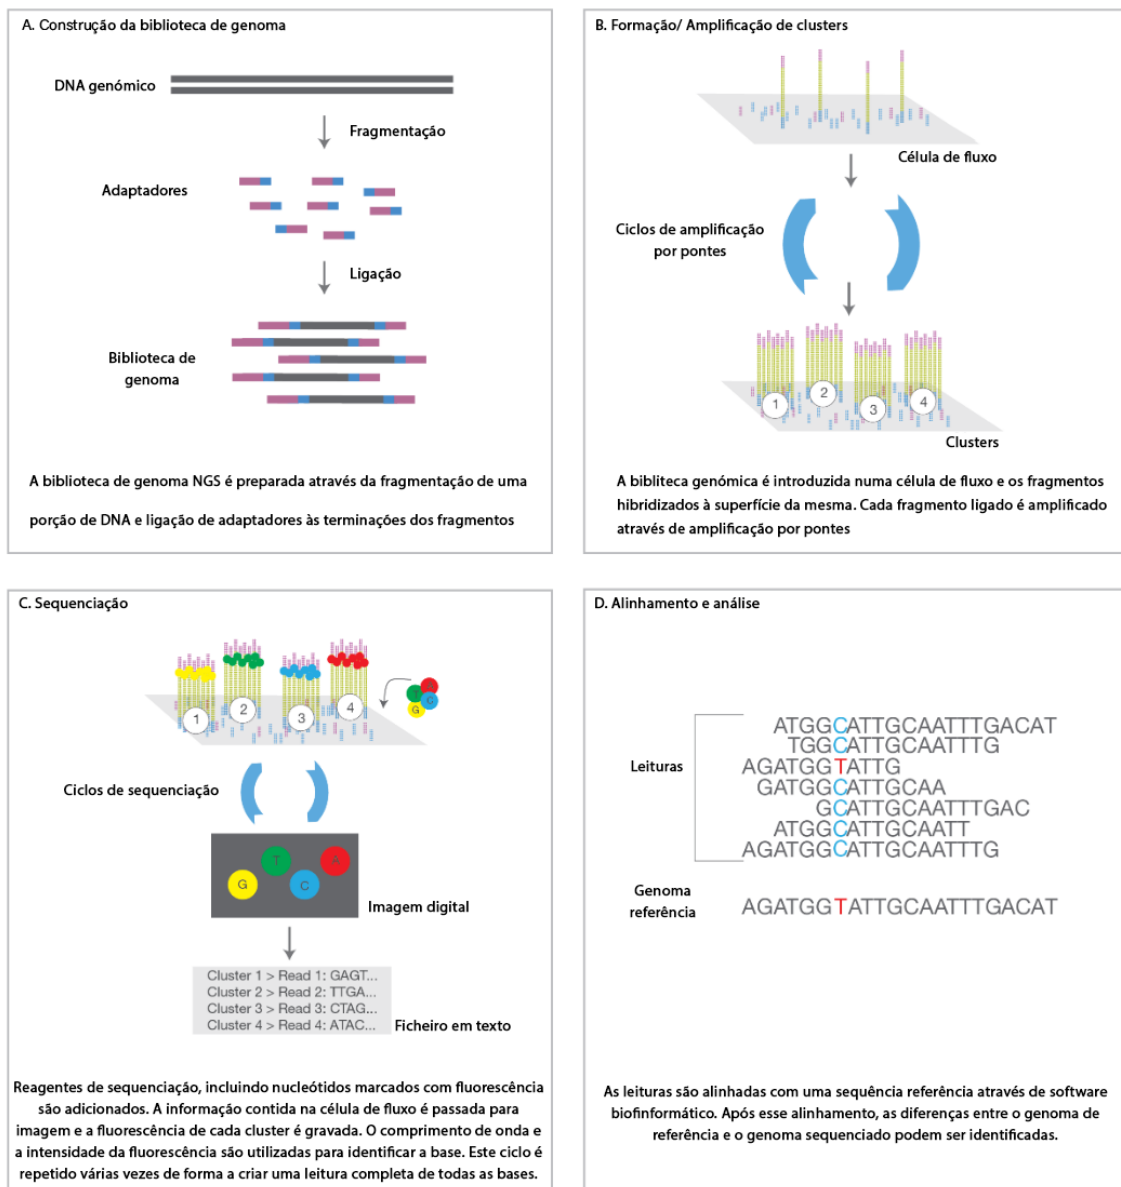 A. Construção da biblioteca de genoma
DNA genómico
Fragmentação
Adaptadores
Ligação
Biblioteca de
genoma
A biblioteca de genoma NGS é preparada através da fragmentação de uma
porção de DNA e ligação de adaptadores às terminações dos fragmentos
B. Formação/ Amplificação de clusters
Célula de fluxo
Ciclos de amplificação
por pontes
1
2
3
4
Clusters
A bibliteca genómica é introduzida numa célula de fluxo e os fragmentos
hibridizados à superfície da mesma. Cada fragmento ligado é amplificado
através de amplificação por pontes
C. Sequenciação
1
2
3
4
A
T
C
G
Ciclos de sequenciação
T
A
G
C
Imagem digital
Cluster 1 > Read 1: GAGT...
Cluster 2 > Read 2: TTGA...
Cluster 3 > Read 3: CTAG...
Cluster 4 > Read 4: ATAC...
Ficheiro em texto
Reagentes de sequenciação, incluindo nucleótidos marcados com fluorescência
são adicionados. A informação contida na célula de fluxo é passada para
imagem e a fluorescência de cada cluster é gravada. O comprimento de onda e
a intensidade da fluorescência são utilizadas para identificar a base. Este ciclo é
repetido várias vezes de forma a criar uma leitura completa de todas as bases.
D. Alinhamento e análise
Leituras
ATGGCATTGCAATTTGACAT
TGGCATTGCAATTTG
AGATGGTATTG
GATGGCATTGCAA
GCATTGCAATTTGAC
ATGGCATTGCAATT
AGATGGCATTGCAATTTG
Genoma
referência
AGATGGTATTGCAATTTGACAT
As leituras são alinhadas com uma sequência referência através de software
biofinformático. Após esse alinhamento, as diferenças entre o genoma de
referência e o genoma sequenciado podem ser identificadas.